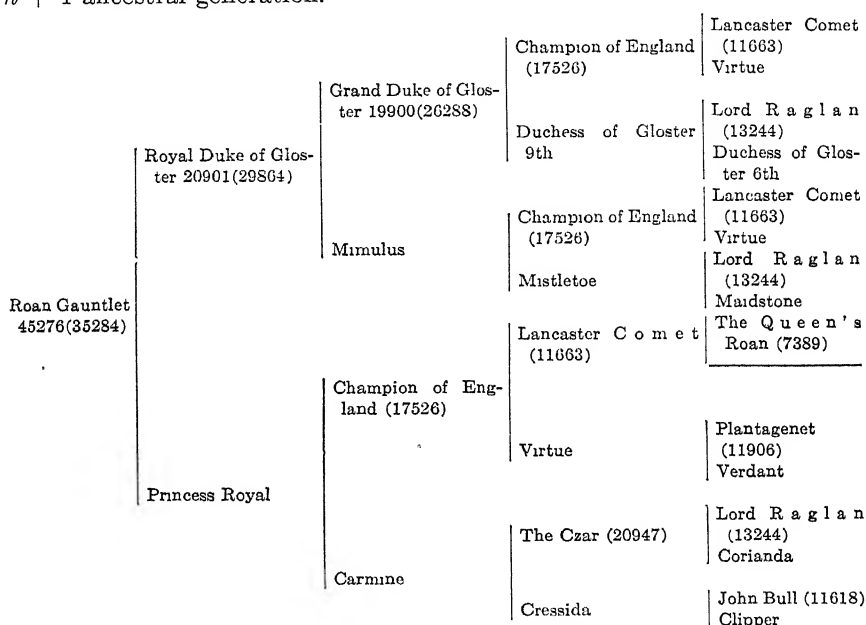 n + 1 ancestral generation.
Roan Gauntlet
45276(35284)
Royal Duke of Glos-
ter 20901(29864)
Princess Royal
Grand Duke of Glos-
ter 19900(26288)
Mimulus
Champion of Eng-
land (17526)
Carmine
Champion of England
(17526)
Duchess of Gloster
9th
Champion of England
(17526)
Mistletoe
Lancaster Comet
(11663)
Virtue
The Czar (20947)
Cressida
Lancaster Comet
(11663)
Virtue
Lord Raglan
(13244)
Duchess of Glos-
ter 6th
Lancaster Comet
(11663)
Virtue
Lord Raglan
(13244)
Maidstone
The Queen's
Roan (7389)
Plantagenet
(11906)
Verdant
Lord Raglan
(13244)
Corianda
John Bull (11618)
Clipper